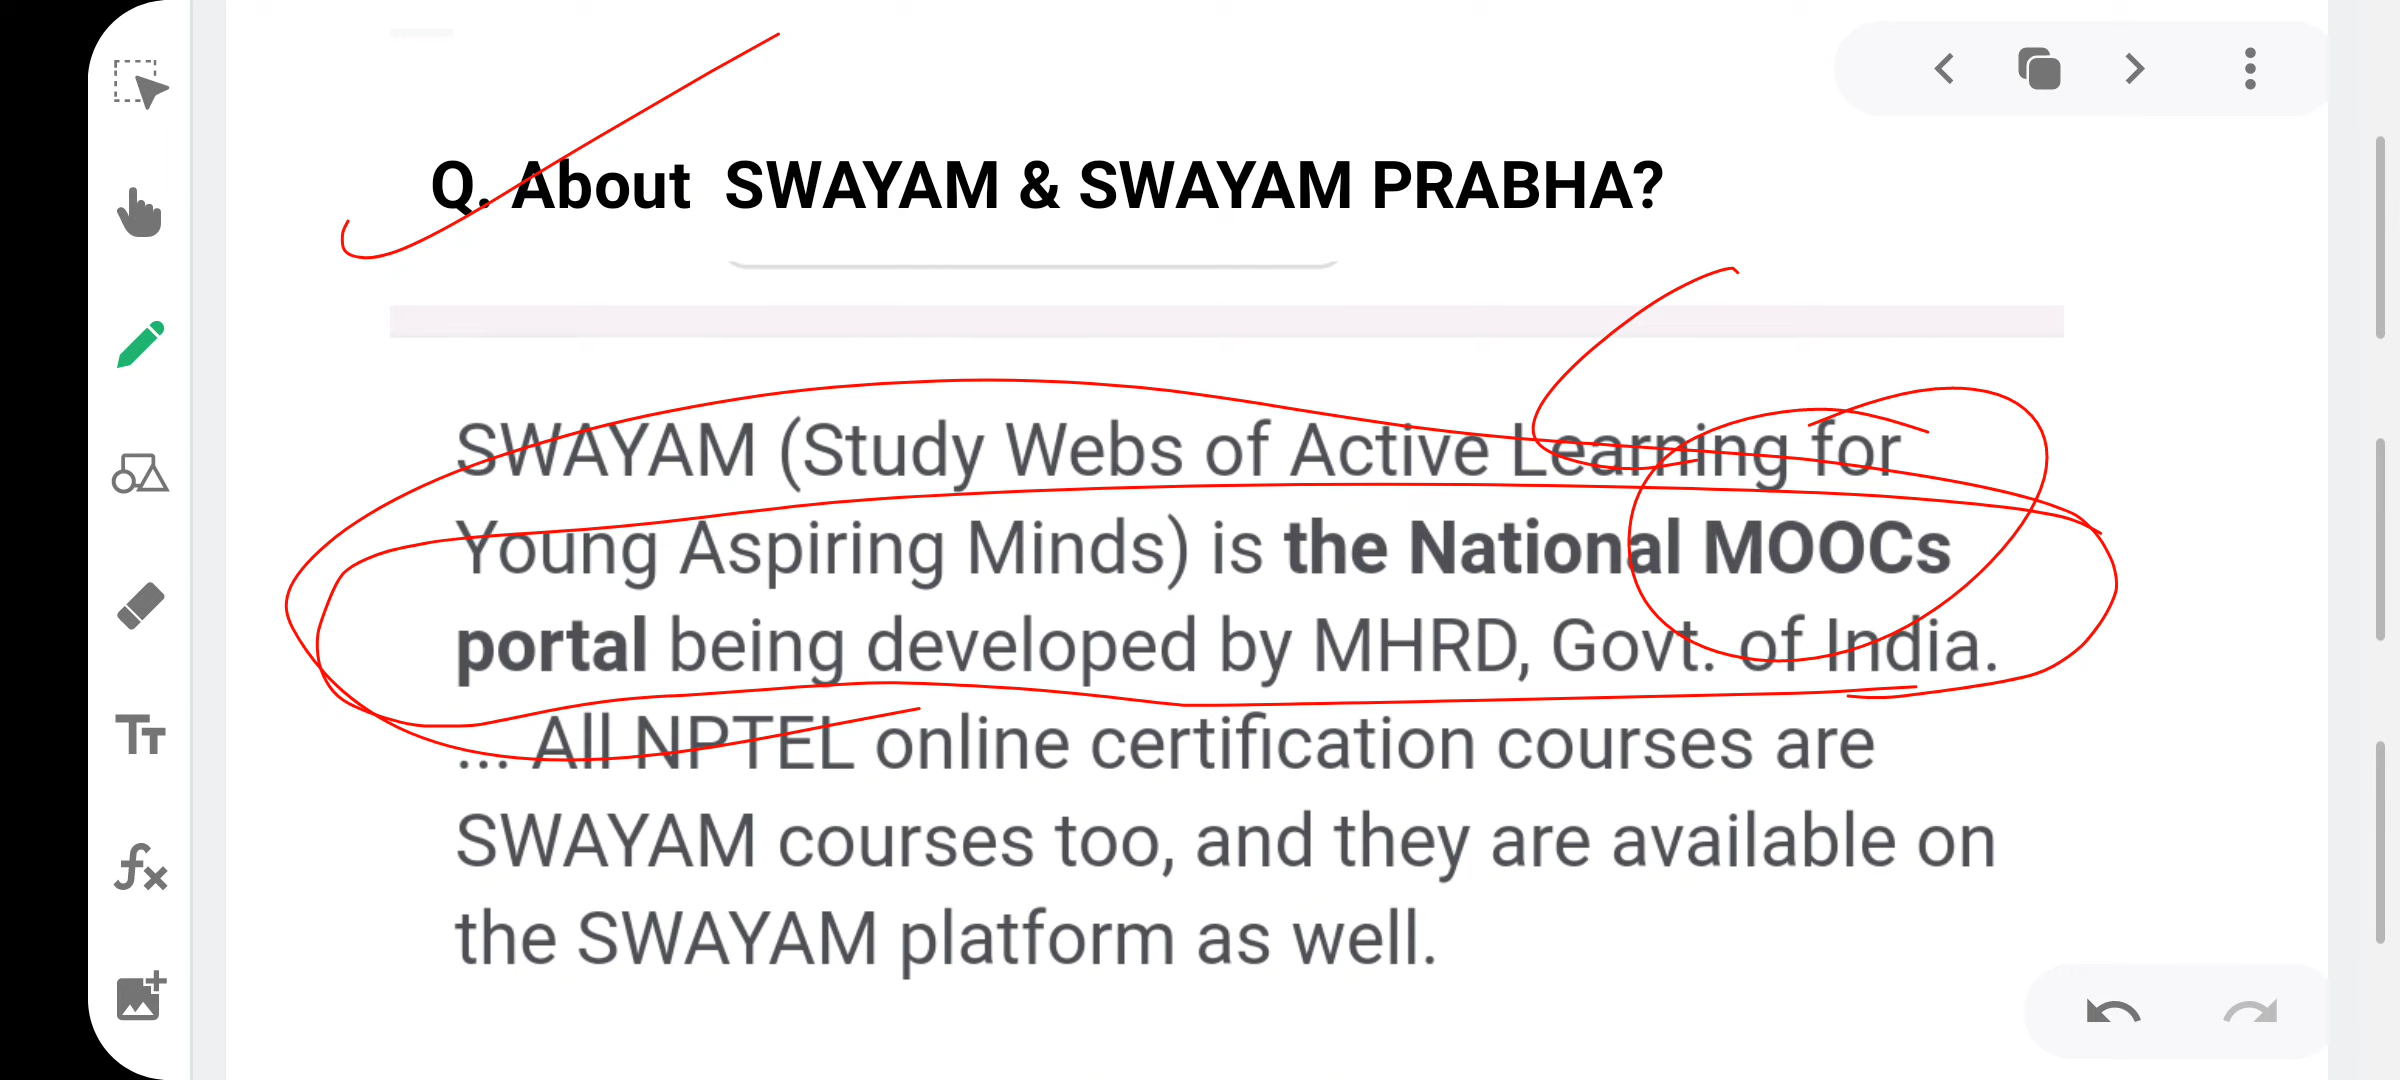 Q. About SWAYAM & SWAYAM PRABHA?
SWAYAM (Study Webs of Active Learning for
Young Aspiring Minds) is the National MOOCs
portal being developed by MHRD, Govt. of India.
... All NPTEL online certification courses are
SWAYAM courses too, and they are available on
the SWAYAM platform as well.